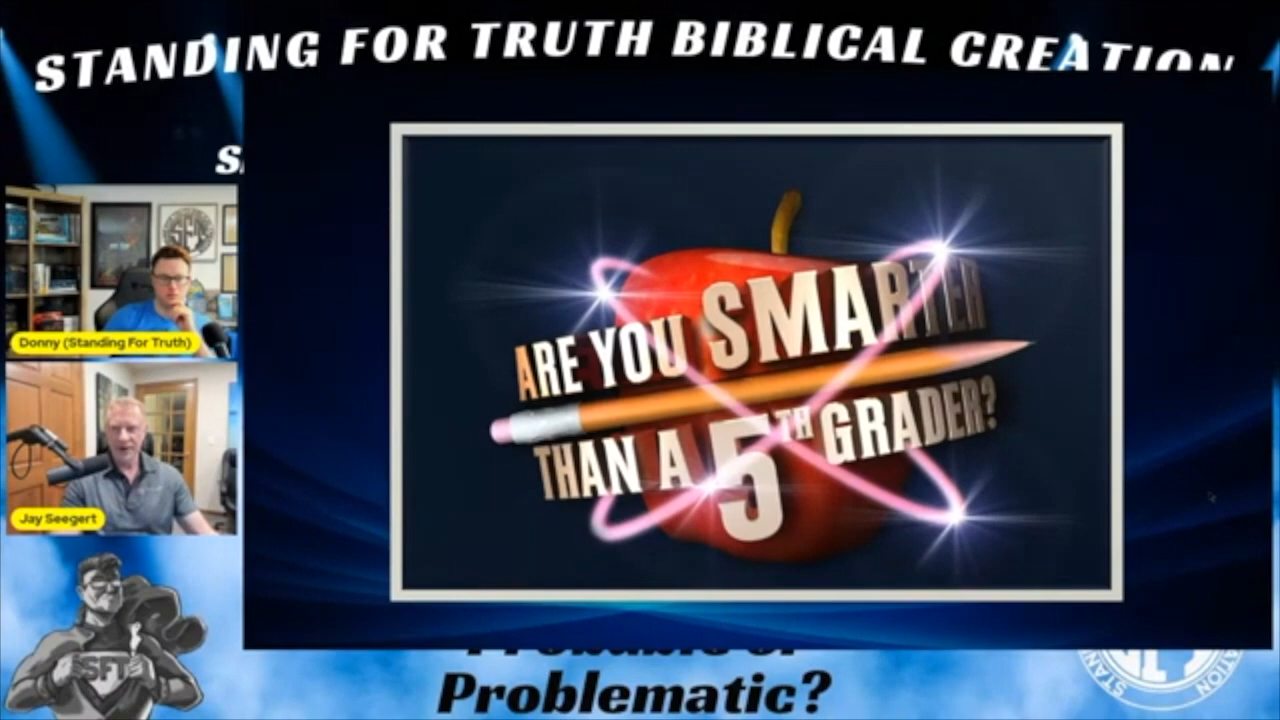 STANDING FOR TRUTH BIBLICAL CREATION
Donny (Standing For Truth)
Jay Seegert
ARE YOU SMARTER
THAN A 5TH GRADER?
SFT
Problematic?